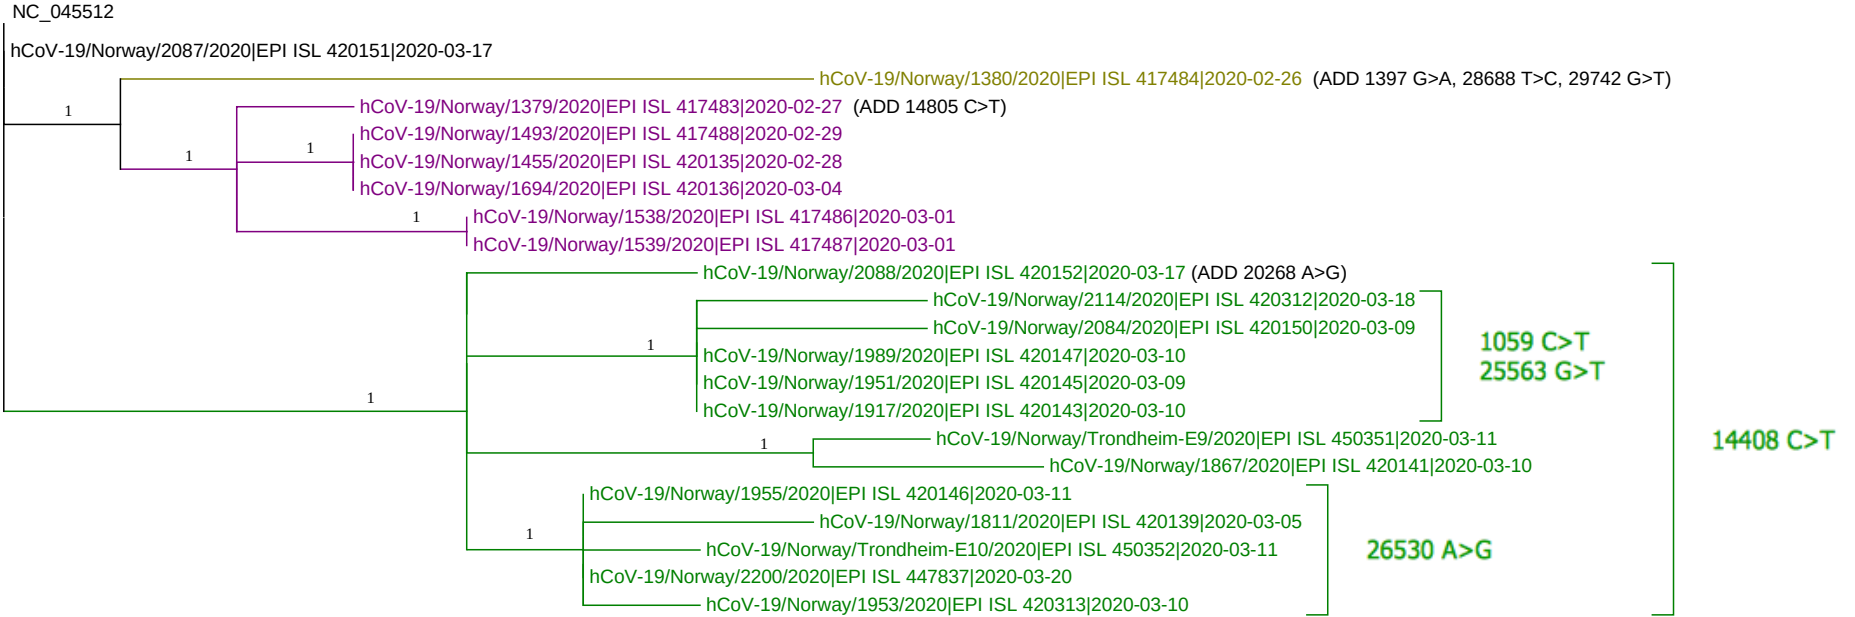 NC_045512
hCoV-19/Norway/2087/2020|EPI ISL 420151|2020-03-17
hCoV-19/Norway/1380/2020|EPI ISL 417484|2020-02-26 (ADD 1397 G>A, 28688 T>C, 29742 G>T)
1
hCoV-19/Norway/1379/2020|EPI ISL 417483|2020-02-27 (ADD 14805 C>T)
hCoV-19/Norway/1493/2020|EPI ISL 417488|2020-02-29
1
1
hCoV-19/Norway/1455/2020|EPI ISL 420135|2020-02-28
hCoV-19/Norway/1694/2020|EPI ISL 420136|2020-03-04
1
hCoV-19/Norway/1538/2020|EPI ISL 417486|2020-03-01
hCoV-19/Norway/1539/2020|EPI ISL 417487|2020-03-01
hCoV-19/Norway/2088/2020|EPI ISL 420152|2020-03-17 (ADD 20268 A>G)
hCoV-19/Norway/2114/2020|EPI ISL 420312|2020-03-18
hCoV-19/Norway/2084/2020|EPI ISL 420150|2020-03-09
1
hCoV-19/Norway/1989/2020|EPI ISL 420147|2020-03-10
hCoV-19/Norway/1951/2020|EPI ISL 420145|2020-03-09
hCoV-19/Norway/1917/2020|EPI ISL 420143|2020-03-10
1059 C>T
25563 G>T
1
1
hCoV-19/Norway/Trondheim-E9/2020|EPI ISL 450351|2020-03-11
hCoV-19/Norway/1867/2020|EPI ISL 420141|2020-03-10
14408 C>T
hCoV-19/Norway/1955/2020|EPI ISL 420146|2020-03-11
hCoV-19/Norway/1811/2020|EPI ISL 420139|2020-03-05
1
hCoV-19/Norway/Trondheim-E10/2020|EPI ISL 450352|2020-03-11
hCoV-19/Norway/2200/2020|EPI ISL 447837|2020-03-20
hCoV-19/Norway/1953/2020|EPI ISL 420313|2020-03-10
26530 A>G